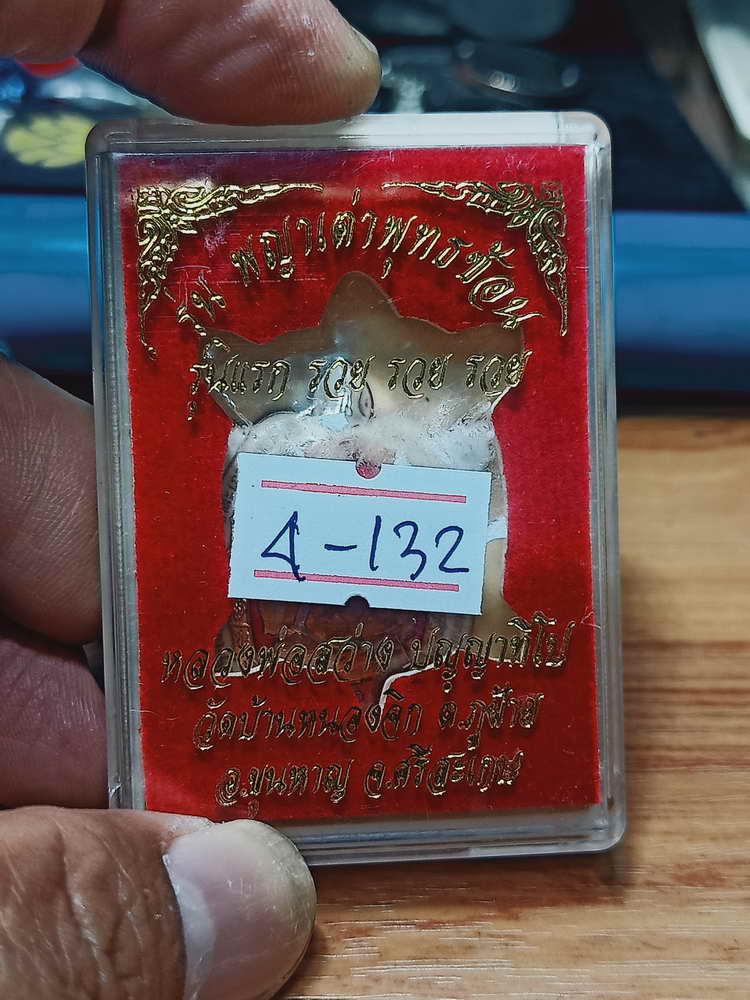 รุ่น พญาเต่าพุทธซ้อน
รุ่นแรก รวย รวย รวย
4-132
หลวงพ่อสว่าง ปญฺญาทีโป
วัดบ้านหนองจิก ต.ภูฝ้าย
อ.ขุนหาญ จ.ศรีสะเกษ